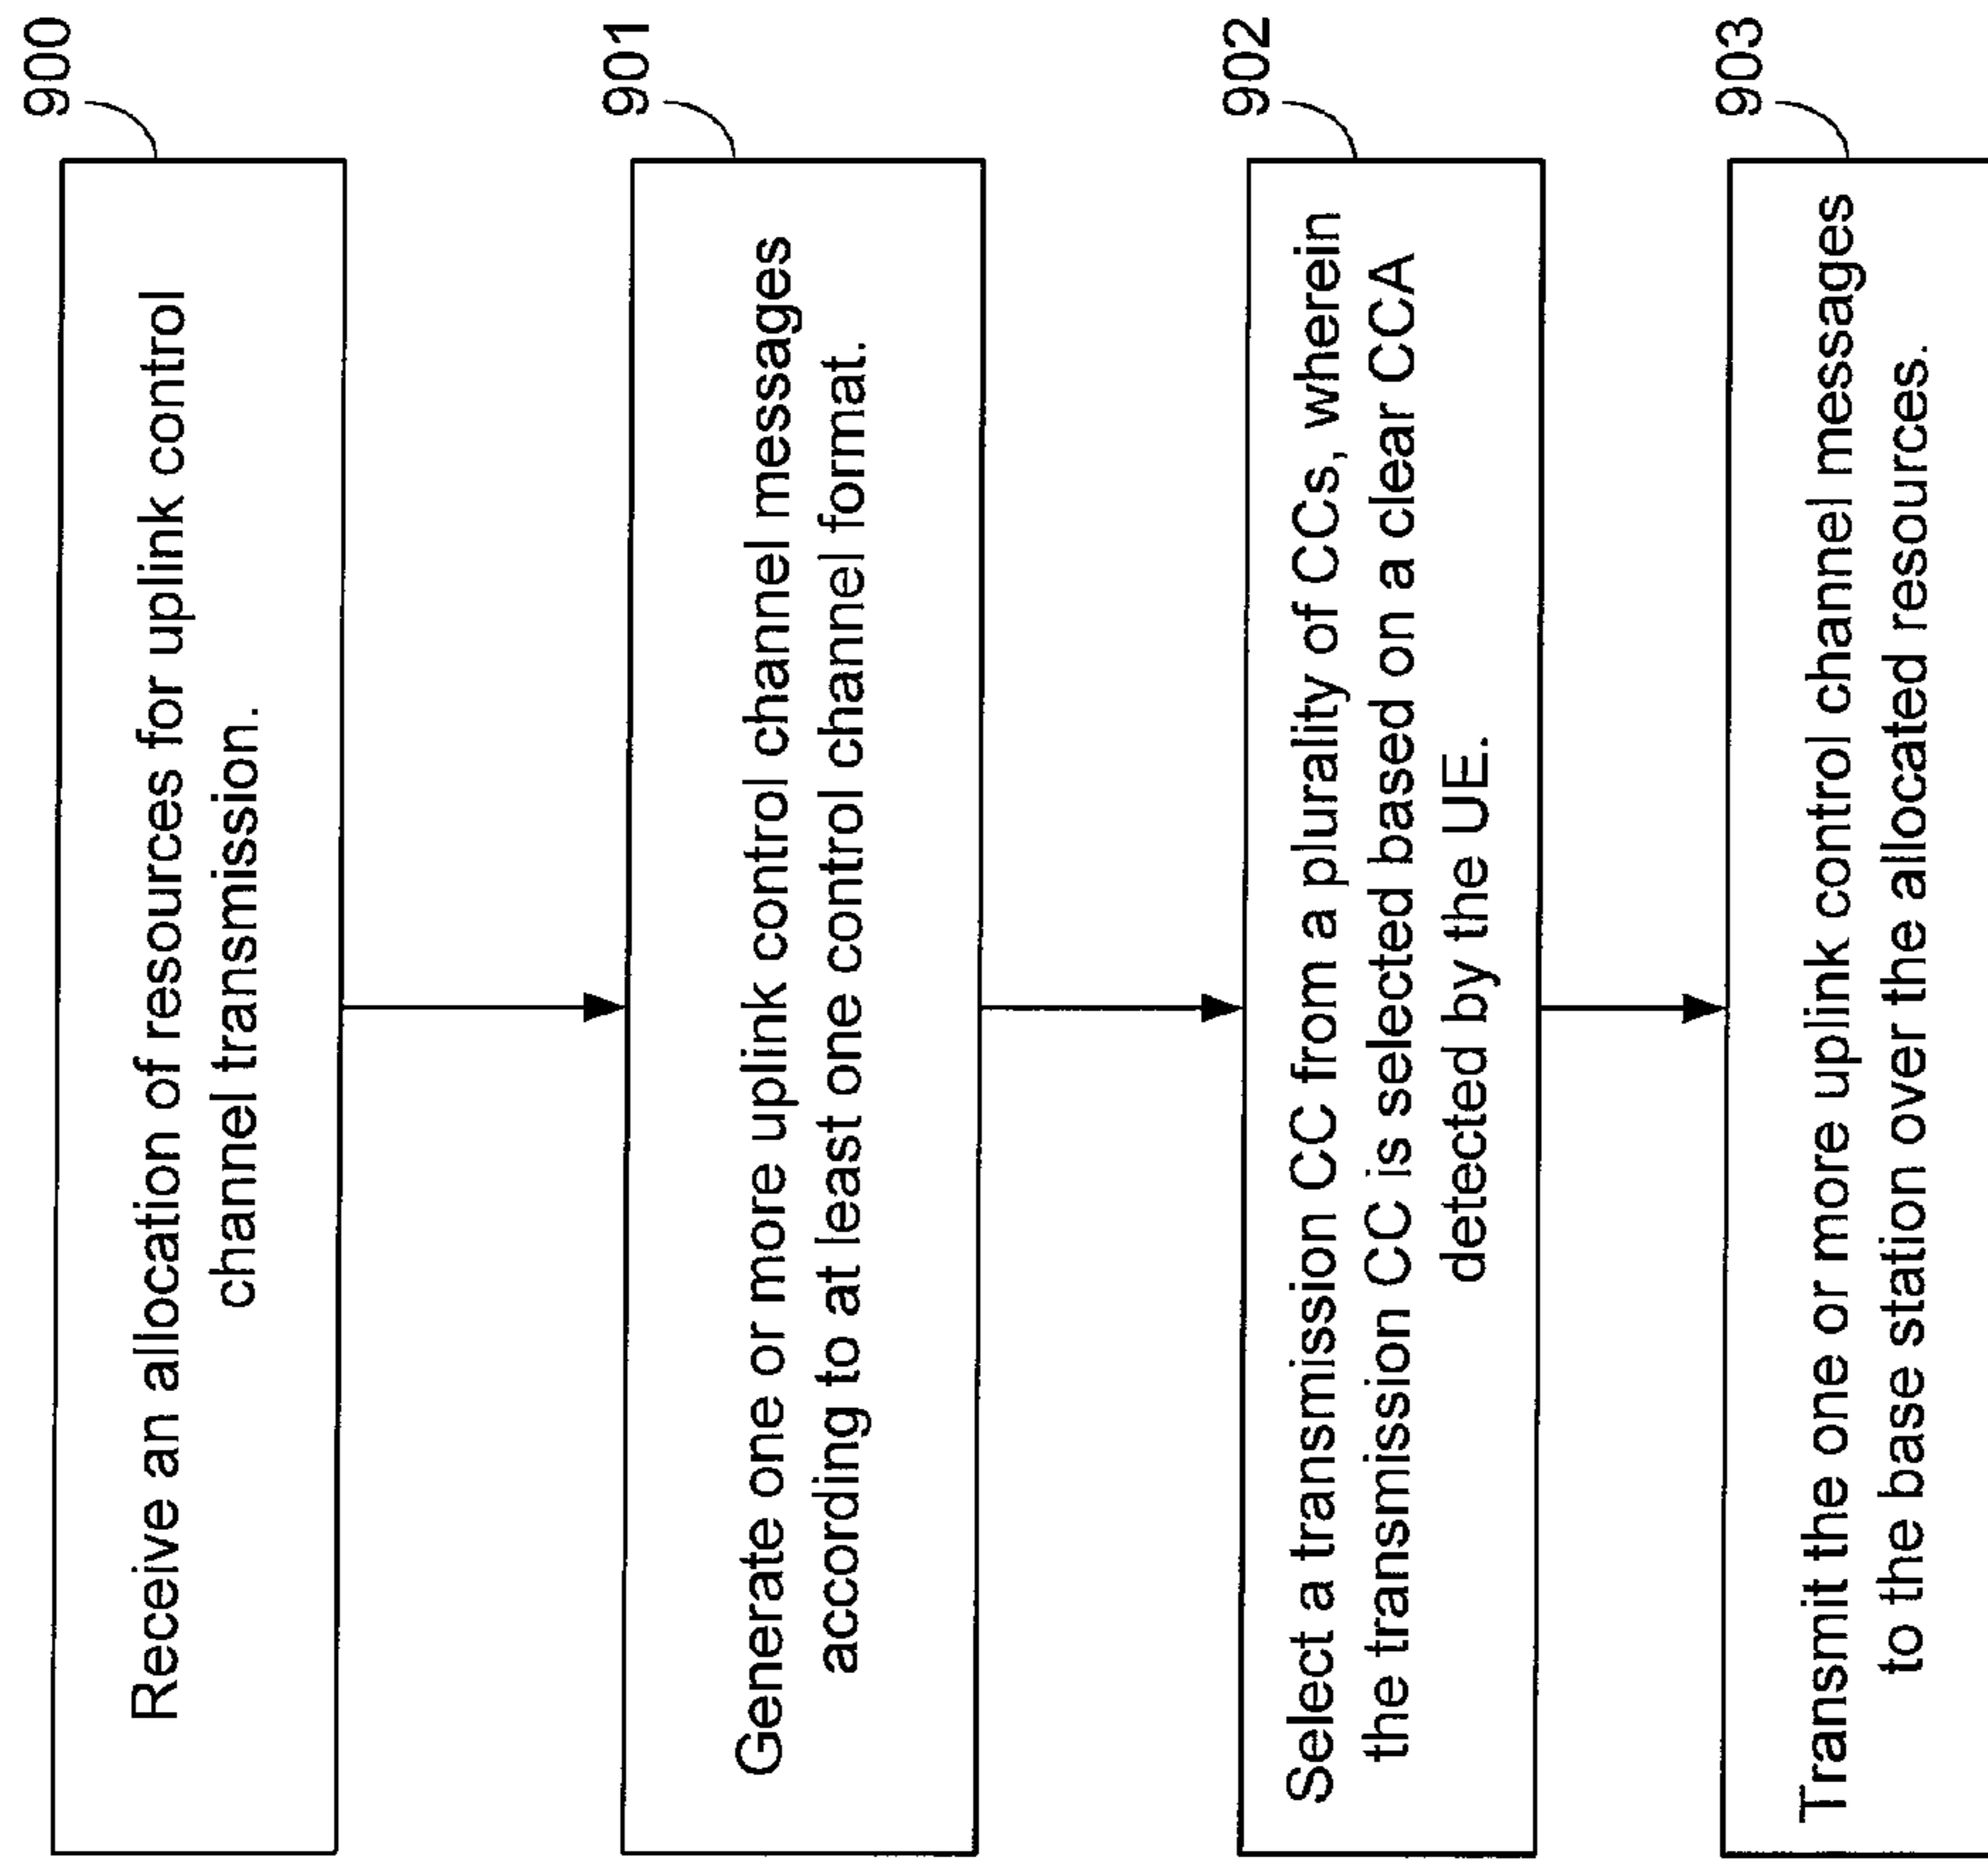 900
Receive an allocation of resources for uplink control
channel transmission.
901
Generate one or more uplink control channel messages
according to at least one control channel format.
902
Select a transmission CC from a plurality of CCs, wherein
the transmission CC is selected based on a clear CCA
detected by the UE.
903
Transmit the one or more uplink control channel messages
to the base station over the allocated resources.